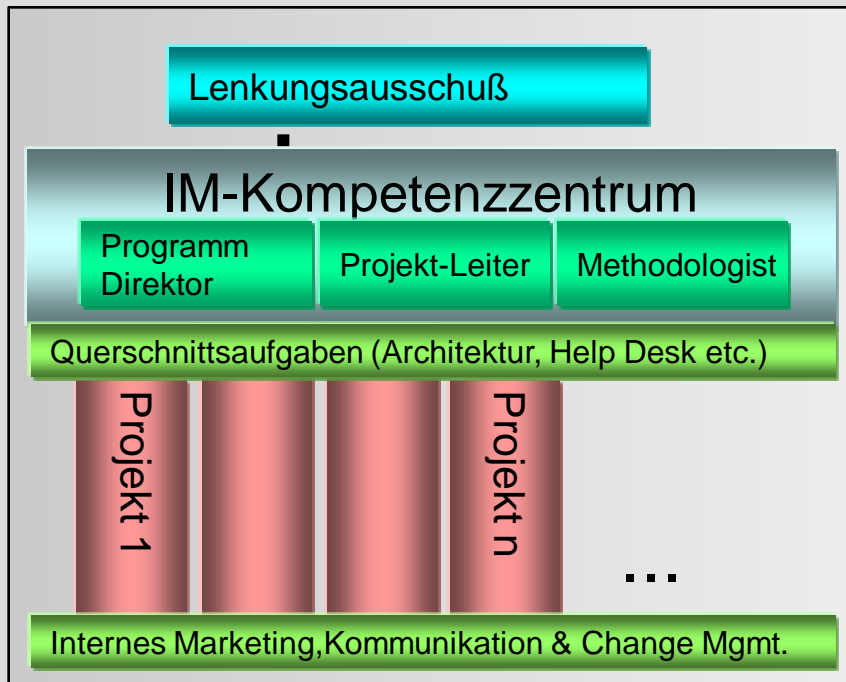 Lenkungsausschuß
IM-Kompetenzzentrum
Programm
Direktor
Projekt-Leiter
Methodologist
Querschnittsaufgaben (Architektur, Help Desk etc.)
Projekt 1
Projekt n
...
Internes Marketing,Kommunikation & Change Mgmt.